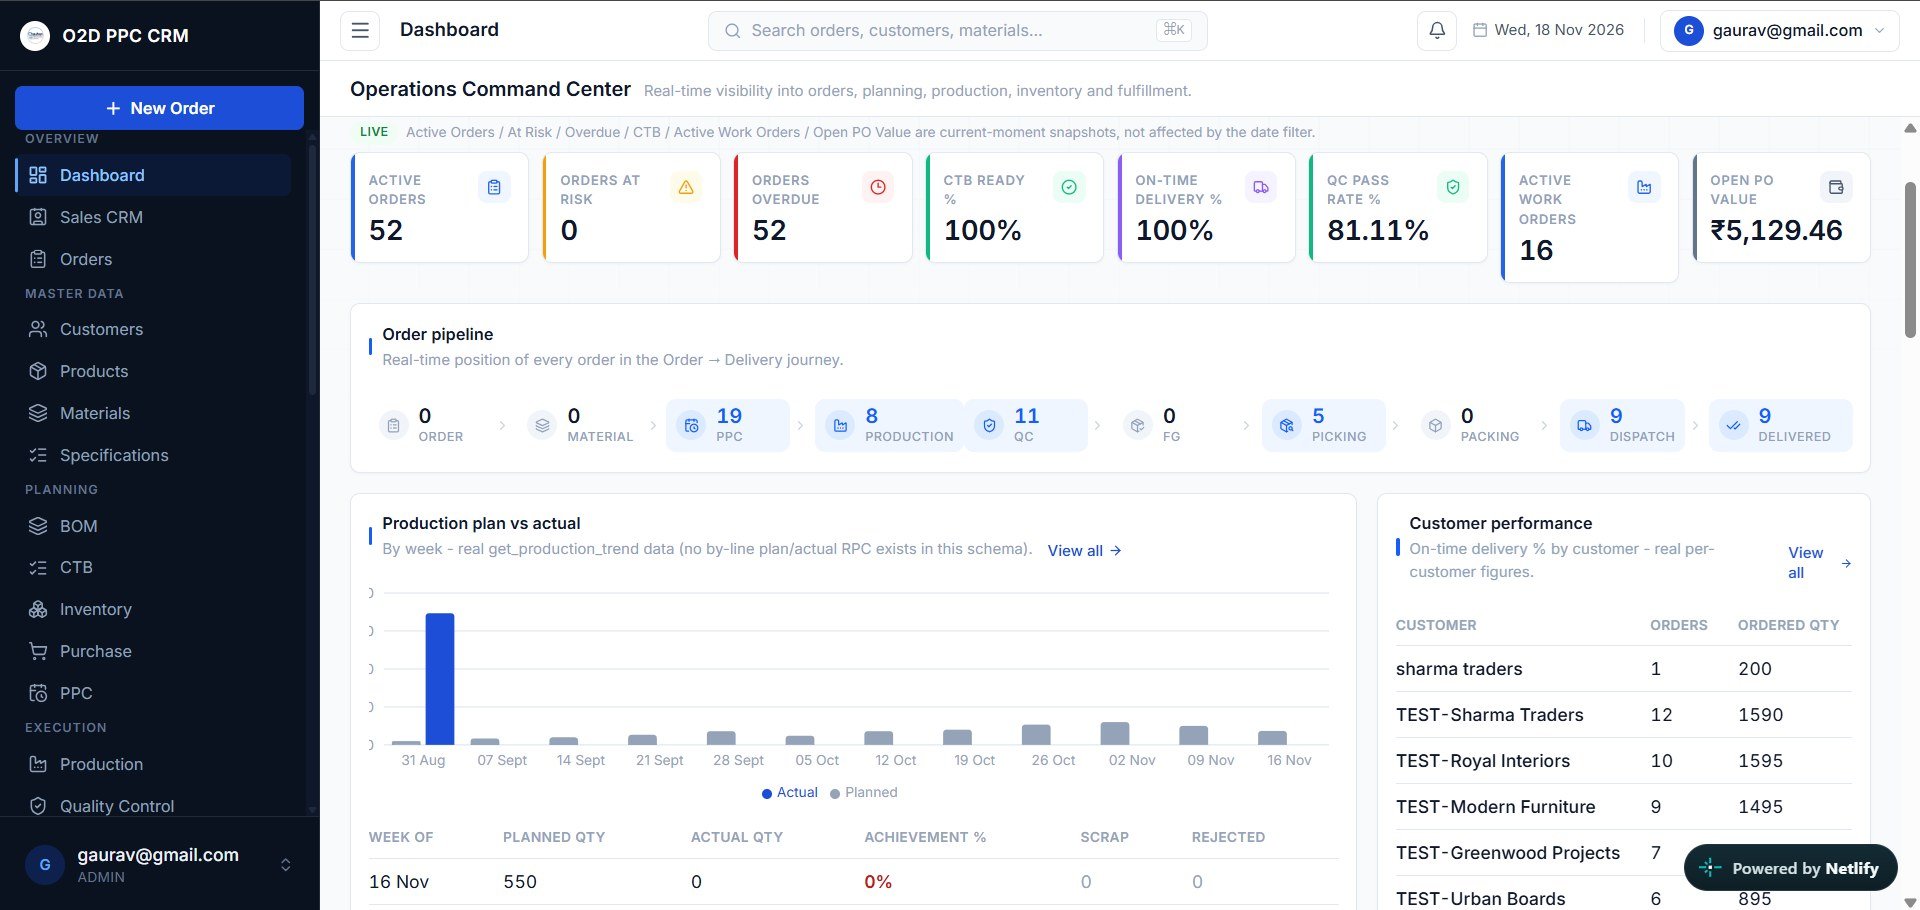 O2D PPC CRM
New Order
OVERVIEW
Dashboard
Sales CRM
Orders
MASTER DATA
Customers
Products
Materials
Specifications
PLANNING
BOM
CTB
Inventory
Purchase
PPC
EXECUTION
Production
Quality Control
G gaurav@gmail.com
ADMIN
Dashboard
Search orders, customers, materials... ⌘K
Wed, 18 Nov 2026
G gaurav@gmail.com
Operations Command Center Real-time visibility into orders, planning, production, inventory and fulfillment.
LIVE Active Orders / At Risk / Overdue / CTB / Active Work Orders / Open PO Value are current-moment snapshots, not affected by the date filter.
ACTIVE
ORDERS
52
ORDERS AT
RISK
0
ORDERS
OVERDUE
52
CTB READY
%
100%
ON-TIME
DELIVERY %
100%
QC PASS
RATE %
81.11%
ACTIVE
WORK
ORDERS
16
OPEN PO
VALUE
₹5,129.46
Order pipeline
Real-time position of every order in the Order → Delivery journey.
0
ORDER
0
MATERIAL
19
PPC
8
PRODUCTION
11
QC
0
FG
5
PICKING
0
PACKING
9
DISPATCH
9
DELIVERED
Production plan vs actual
By week - real get_production_trend data (no by-line plan/actual RPC exists in this schema). View all →
31 Aug 07 Sept 14 Sept 21 Sept 28 Sept 05 Oct 12 Oct 19 Oct 26 Oct 02 Nov 09 Nov 16 Nov
Actual Planned
WEEK OF PLANNED QTY ACTUAL QTY ACHIEVEMENT % SCRAP REJECTED
16 Nov 550 0 0% 0 0
Customer performance
On-time delivery % by customer - real per-
customer figures.
View
all →
CUSTOMER ORDERS ORDERED QTY
sharma traders 1 200
TEST-Sharma Traders 12 1590
TEST-Royal Interiors 10 1595
TEST-Modern Furniture 9 1495
TEST-Greenwood Projects 7
TEST-Urban Boards 6 895
Powered by Netlify